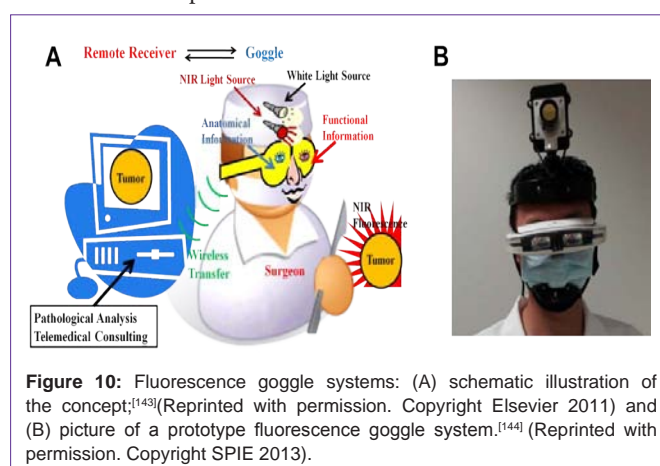 A
B
Remote Receiver Goggle
NIR Light Source
White Light Source
Anatomical
Information
Functional
Information
Tumor
NIR
Fluorescence
Tumor
Wireless
Transfer
Surgeon
Pathological Analysis
Telemedical Consulting
Figure 10: Fluorescence goggle systems: (A) schematic illustration of
the concept;[143](Reprinted with permission. Copyright Elsevier 2011) and
(B) picture of a prototype fluorescence goggle system.[144] (Reprinted with
permission. Copyright SPIE 2013).